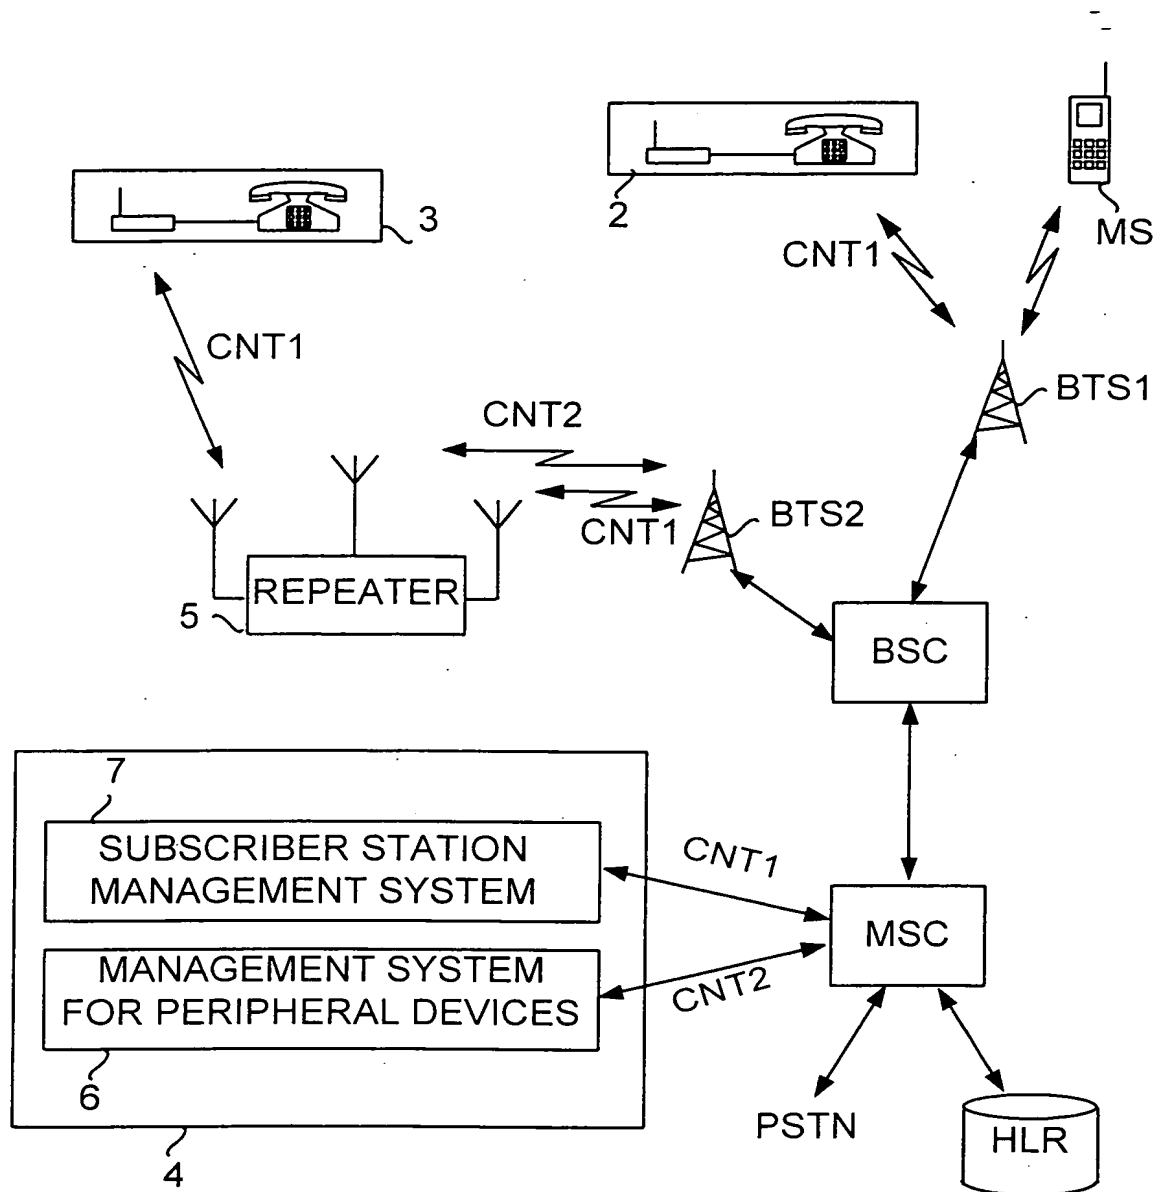 2
MS
3
CNT1
CNT1
BTS1
CNT2
CNT1
BTS2
REPEATER
5
BSC
7
SUBSCRIBER STATION
MANAGEMENT SYSTEM
CNT1
MSC
MANAGEMENT SYSTEM
FOR PERIPHERAL DEVICES
CNT2
6
4
PSTN
HLR